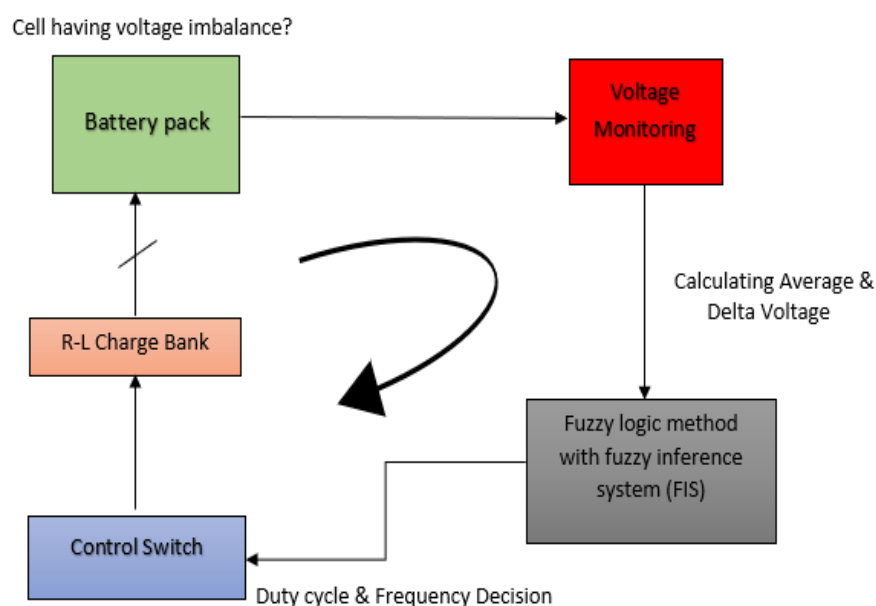 Cell having voltage imbalance?
Battery pack
Voltage
Monitoring
Calculating Average &
Delta Voltage
R-L Charge Bank
Fuzzy logic method
with fuzzy inference
system (FIS)
Control Switch
Duty cycle & Frequency Decision